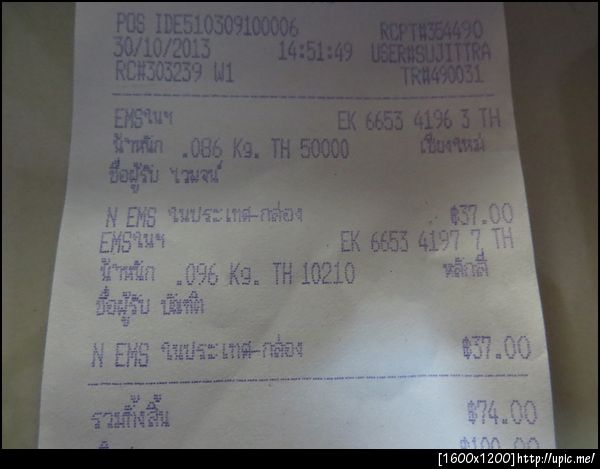 POS IDE510309100006 RCPT#354490
30/10/2013 14:51:49 USER#SUJITTRA
RC#303239 W1 TR#490031
EMSในฯ EK 6653 4196 3 TH
น้ำหนัก .086 Kg. TH 50000 เชียงใหม่
ชื่อผู้รับ ไวพจน์
N EMS ในประเทศ-กล่อง ฿37.00
EMSในฯ EK 6653 4197 7 TH
น้ำหนัก .096 Kg. TH 10210 หลักสี่
ชื่อผู้รับ บัณฑิต
N EMS ในประเทศ-กล่อง ฿37.00
รวมทั้งสิ้น ฿74.00
฿100.00
[1600x1200]http://upic.me/